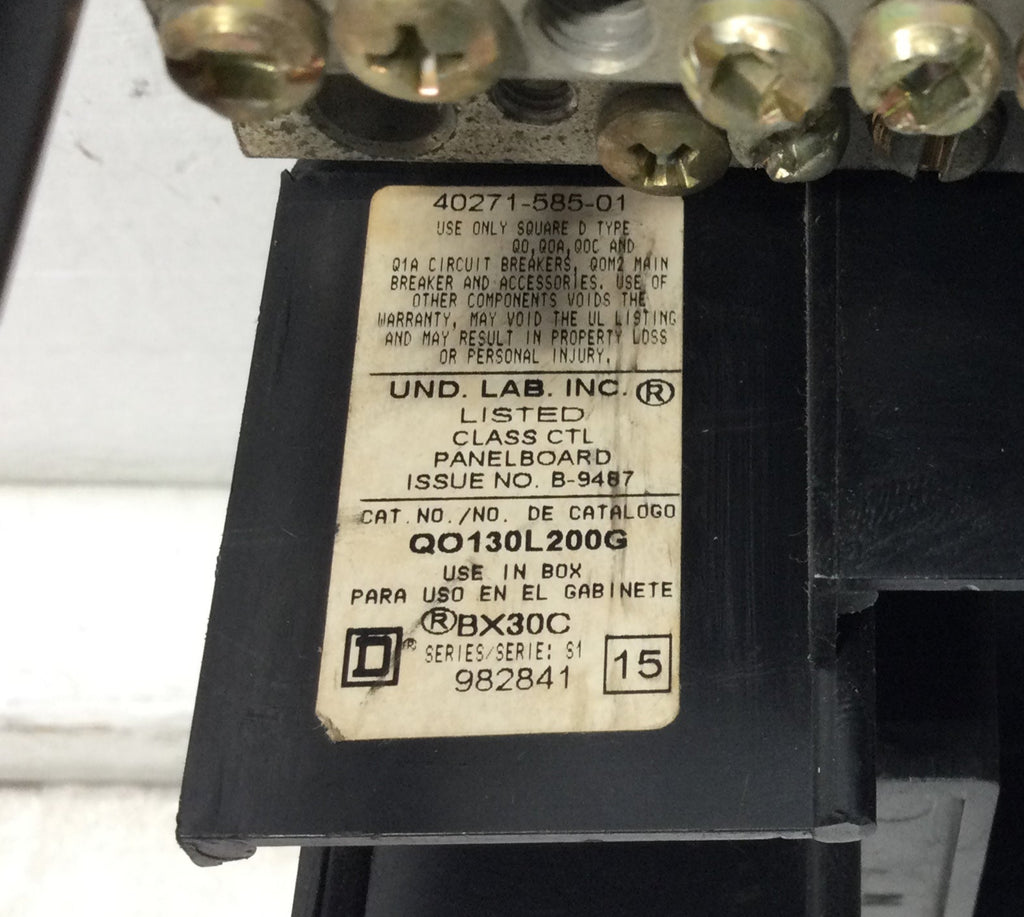 40271-585-01
USE ONLY SQUARE D TYPE
QO, QOA, QOC AND
Q1A CIRCUIT BREAKERS, QOM2 MAIN
BREAKER AND ACCESSORIES. USE OF
OTHER COMPONENTS VOIDS THE
WARRANTY, MAY VOID THE UL LISTING
AND MAY RESULT IN PROPERTY LOSS
OR PERSONAL INJURY.
UND. LAB. INC. ®
LISTED
CLASS CTL
PANELBOARD
ISSUE NO. B-9487
CAT. NO./NO. DE CATALOGO
QO130L200G
USE IN BOX
PARA USO EN EL GABINETE
®BX30C
D® SERIES/SERIE: S1
982841 15